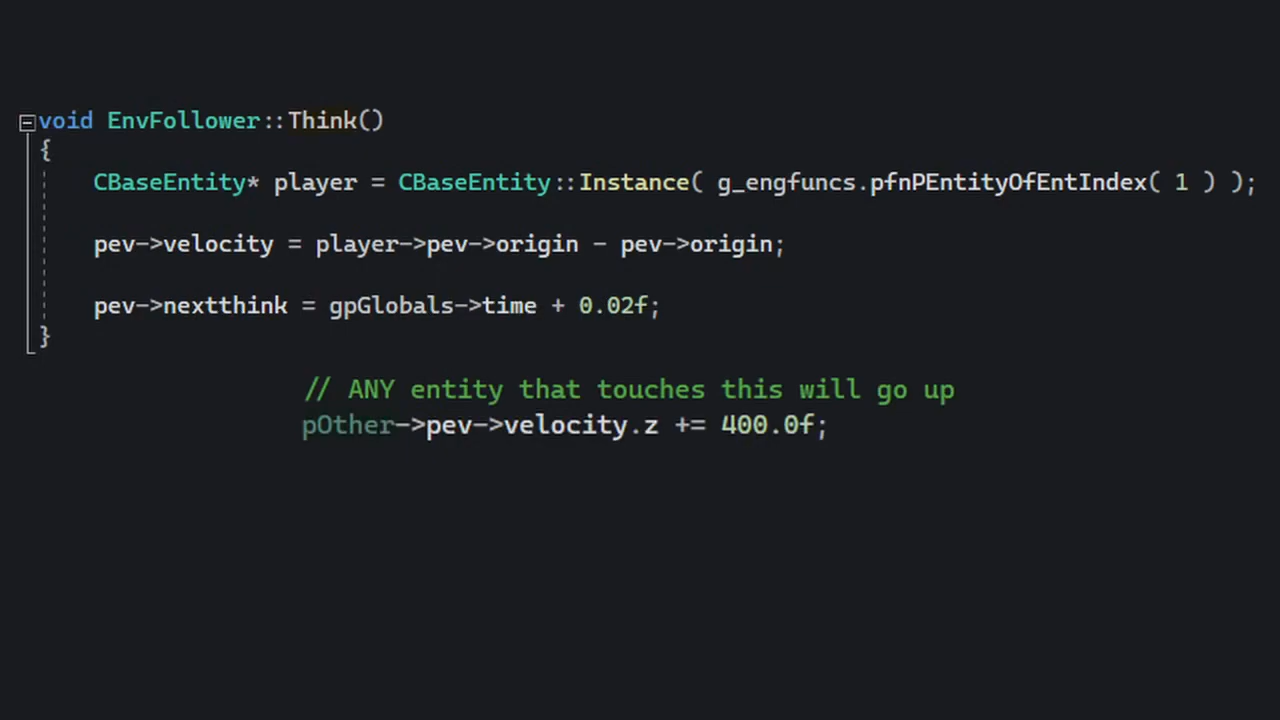 void EnvFollower::Think()
{
CBaseEntity* player = CBaseEntity::Instance( g_engfuncs.pfnPEntityOfEntIndex( 1 ) );
pev->velocity = player->pev->origin - pev->origin;
pev->nextthink = gpGlobals->time + 0.02f;
}
// ANY entity that touches this will go up
pOther->pev->velocity.z += 400.0f;